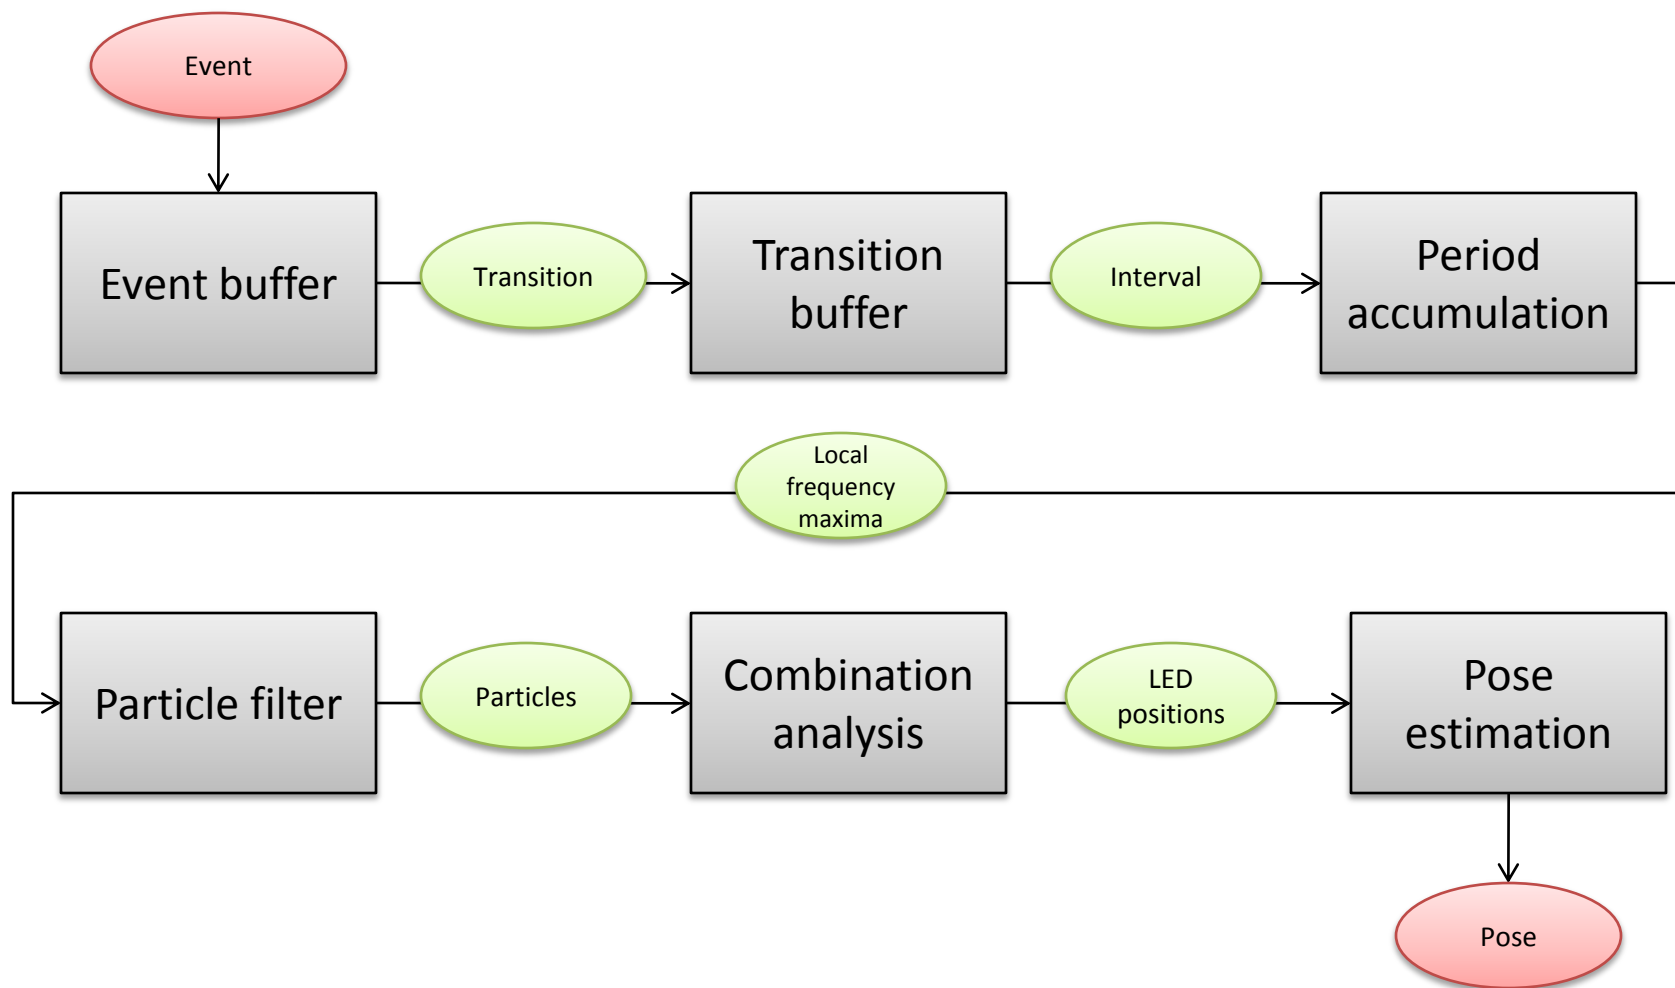 Event
Event buffer
Transition
Transition
buffer
Interval
Period
accumulation
Local
frequency
maxima
Particle filter
Particles
Combination
analysis
LED
positions
Pose
estimation
Pose